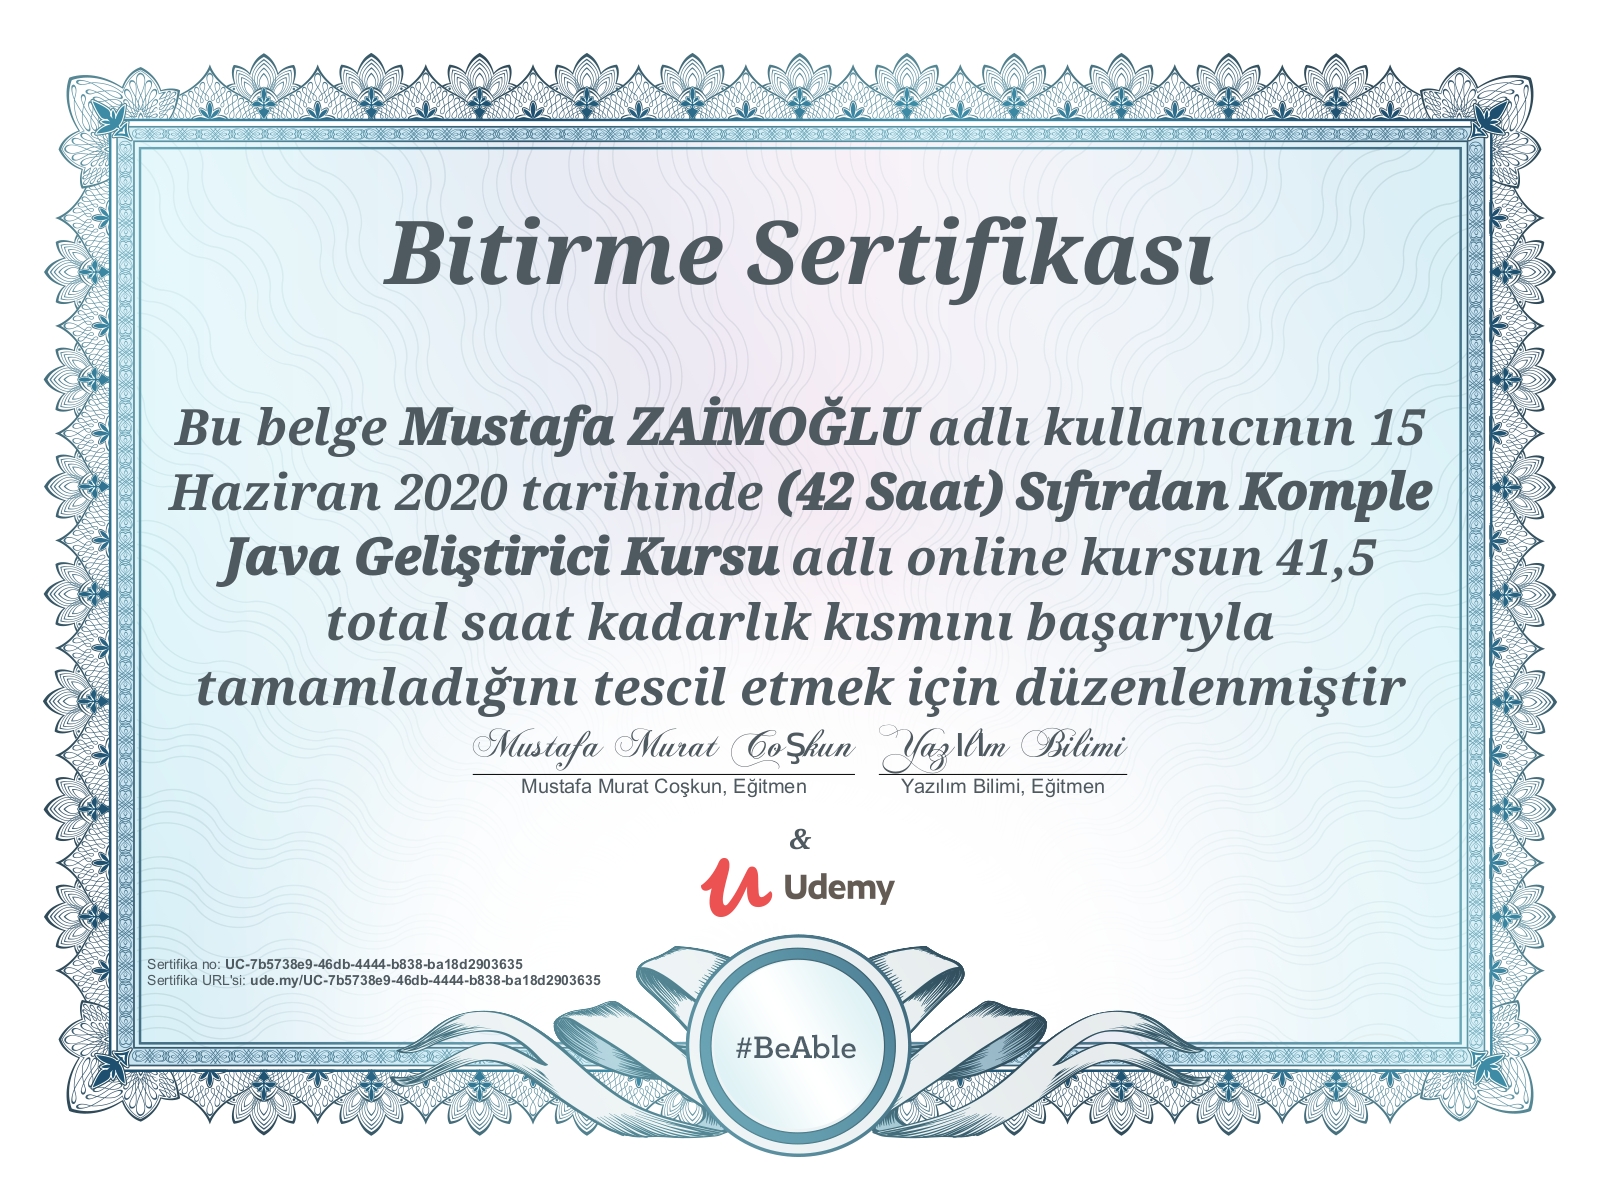 Bitirme Sertifikası
Bu belge Mustafa ZAİMOĞLU adlı kullanıcının 15
Haziran 2020 tarihinde (42 Saat) Sıfırdan Komple
Java Geliştirici Kursu adlı online kursun 41,5
total saat kadarlık kısmını başarıyla
tamamladığını tescil etmek için düzenlenmiştir
Mustafa Murat Coşkun Yazılım Bilimi
Mustafa Murat Coşkun, Eğitmen Yazılım Bilimi, Eğitmen
&
Udemy
Sertifika no: UC-7b5738e9-46db-4444-b838-ba18d2903635
Sertifika URL'si: ude.my/UC-7b5738e9-46db-4444-b838-ba18d2903635
#BeAble